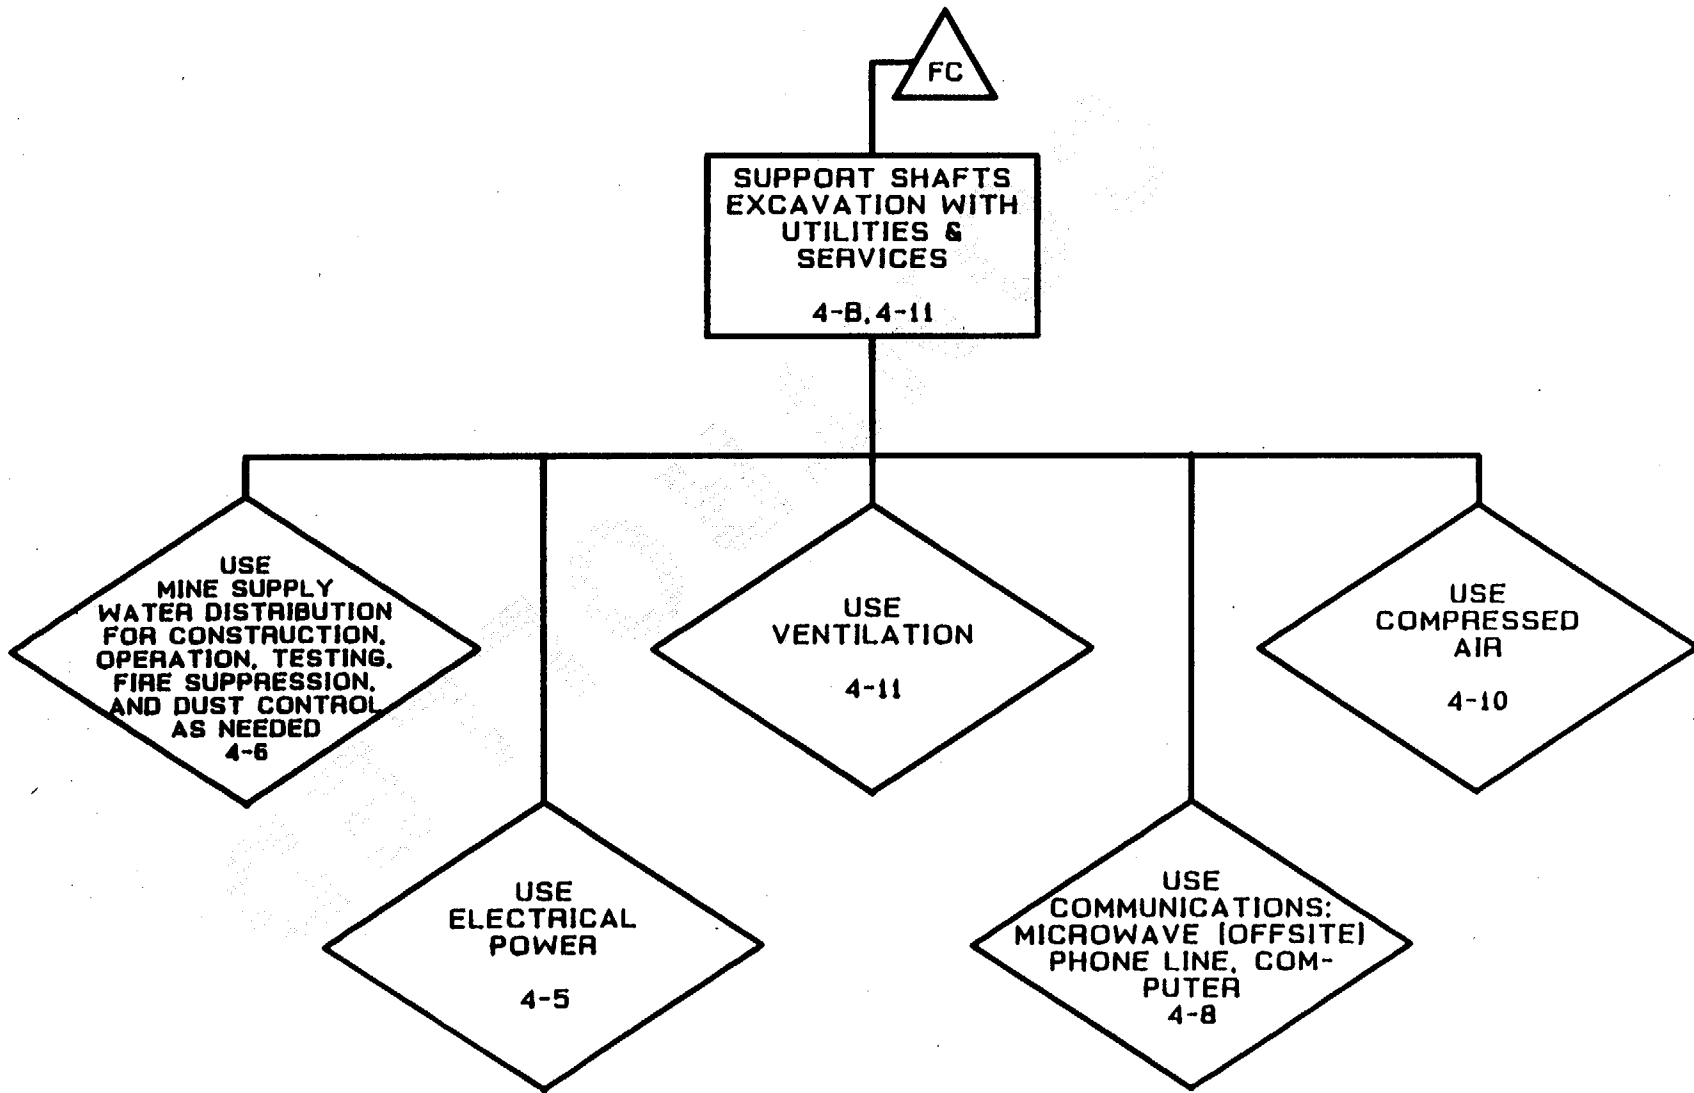 FC
SUPPORT SHAFTS
EXCAVATION WITH
UTILITIES &
SERVICES
4-B, 4-11
USE
MINE SUPPLY
WATER DISTRIBUTION
FOR CONSTRUCTION,
OPERATION, TESTING,
FIRE SUPPRESSION,
AND DUST CONTROL
AS NEEDED
4-6
USE
VENTILATION
4-11
USE
COMPRESSED
AIR
4-10
USE
ELECTRICAL
POWER
4-5
USE
COMMUNICATIONS:
MICROWAVE (OFFSITE)
PHONE LINE, COM-
PUTER
4-8